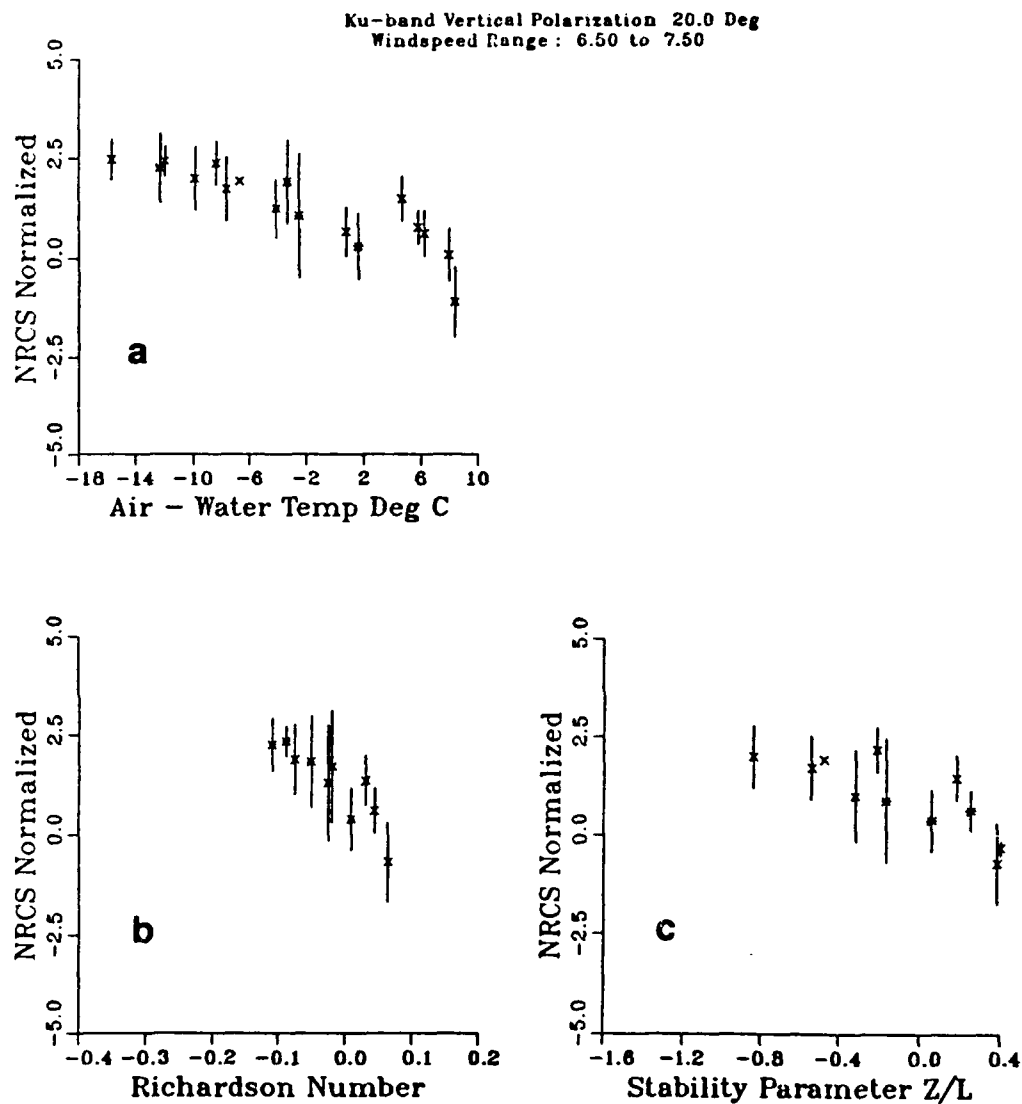 Ku-band Vertical Polarization 20.0 Deg
Windspeed Range : 6.50 to 7.50
5.0
2.5
0.0
-2.5
-5.0
NRCS Normalized
a
-18 -14 -10 -6 -2 2 6 10
Air - Water Temp Deg C
5.0
2.5
0.0
-2.5
-5.0
NRCS Normalized
b
-0.4 -0.3 -0.2 -0.1 0.0 0.1 0.2
Richardson Number
5.0
2.5
0.0
-2.5
-5.0
NRCS Normalized
c
-1.6 -1.2 -0.8 -0.4 0.0 0.4
Stability Parameter Z/L